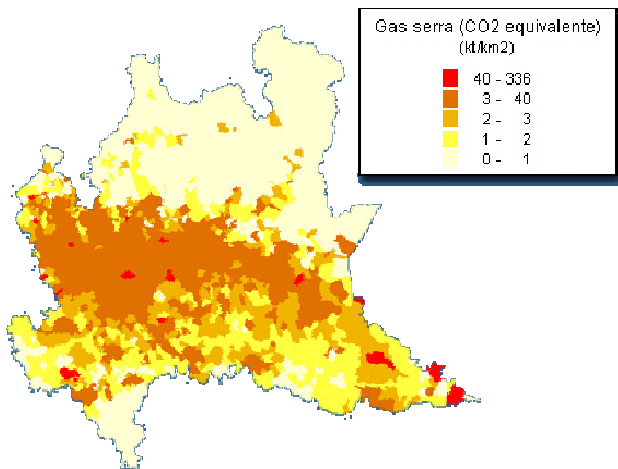 Gas serra (CO2 equivalente)
(kt/km2)
40 - 336
3 - 40
2 - 3
1 - 2
0 - 1